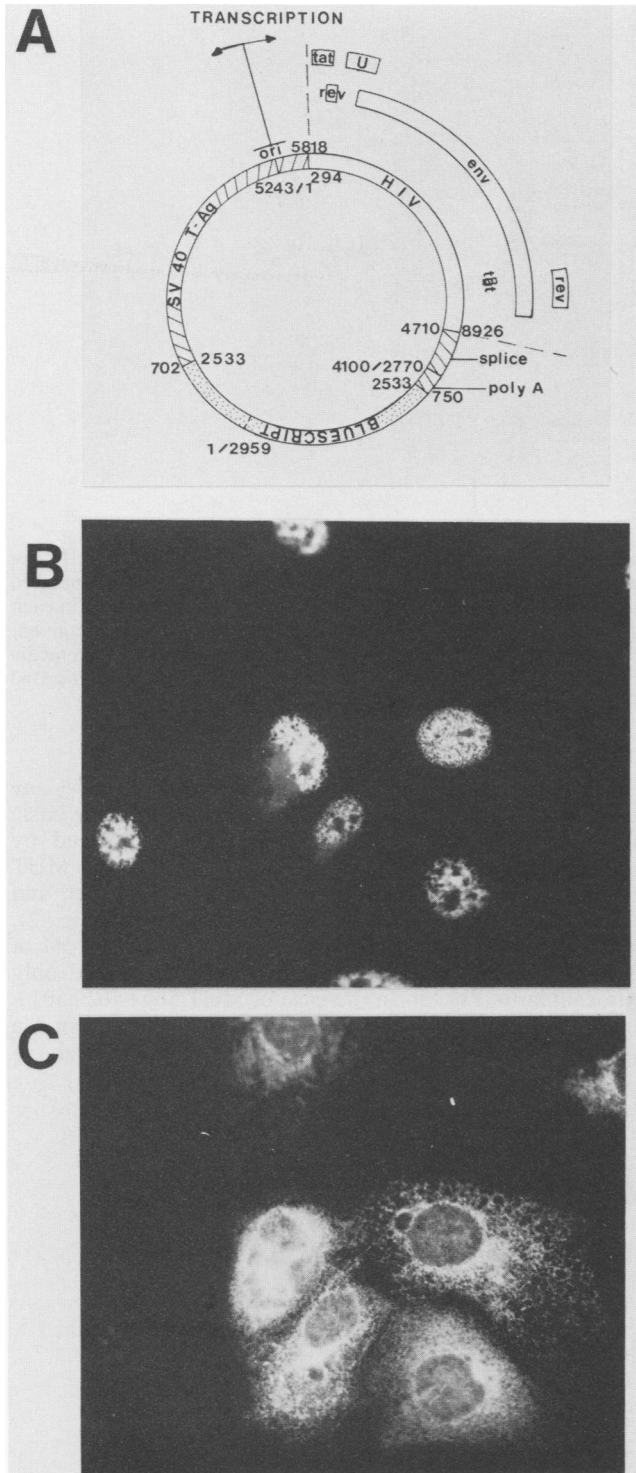 A
TRANSCRIPTION
tat U
rev
env
ori 5818
5243/1 294
HIV
SV 40 T-Ag
tat
rev
4710 8926
splice
702 2533
4100/2770
2533 750 poly A
BLUESCRIPT
1/2959
B
C